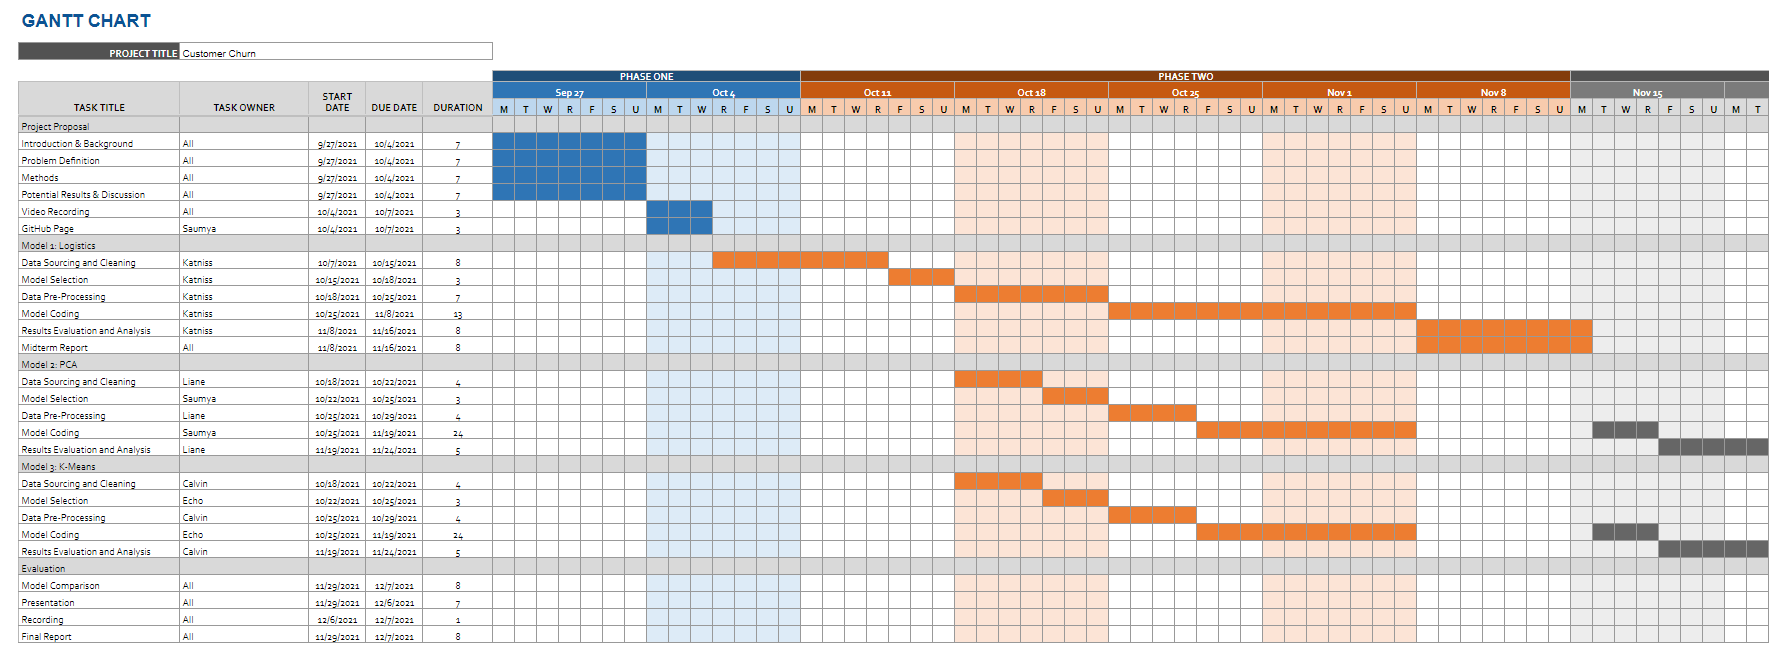 GANTT CHART
PROJECT TITLE Customer Churn
PHASE ONE PHASE TWO
Sep 27 Oct 4 Oct 11 Oct 18 Oct 25 Nov 1 Nov 8 Nov 15
TASK TITLE TASK OWNER START DATE DUE DATE DURATION M T W R F S U M T W R F S U M T W R F S U M T W R F S U M T W R F S U M T W R F S U M T W R F S U M T W R F S U M T
Project Proposal
Introduction & Background All 9/27/2021 10/4/2021 7
Problem Definition All 9/27/2021 10/4/2021 7
Methods All 9/27/2021 10/4/2021 7
Potential Results & Discussion All 9/27/2021 10/4/2021 7
Video Recording All 10/4/2021 10/7/2021 3
GitHub Page Saumya 10/4/2021 10/7/2021 3
Model 1: Logistics
Data Sourcing and Cleaning Katniss 10/7/2021 10/15/2021 8
Model Selection Katniss 10/15/2021 10/18/2021 3
Data Pre-Processing Katniss 10/18/2021 10/25/2021 7
Model Coding Katniss 10/25/2021 11/8/2021 13
Results Evaluation and Analysis Katniss 11/8/2021 11/16/2021 8
Midterm Report All 11/8/2021 11/16/2021 8
Model 2: PCA
Data Sourcing and Cleaning Liane 10/18/2021 10/22/2021 4
Model Selection Saumya 10/22/2021 10/25/2021 3
Data Pre-Processing Liane 10/25/2021 10/29/2021 4
Model Coding Saumya 10/25/2021 11/19/2021 24
Results Evaluation and Analysis Liane 11/19/2021 11/24/2021 5
Model 3: K-Means
Data Sourcing and Cleaning Calvin 10/18/2021 10/22/2021 4
Model Selection Echo 10/22/2021 10/25/2021 3
Data Pre-Processing Calvin 10/25/2021 10/29/2021 4
Model Coding Echo 10/25/2021 11/19/2021 24
Results Evaluation and Analysis Calvin 11/19/2021 11/24/2021 5
Evaluation
Model Comparison All 11/29/2021 12/7/2021 8
Presentation All 11/29/2021 12/6/2021 7
Recording All 12/6/2021 12/7/2021 1
Final Report All 11/29/2021 12/7/2021 8